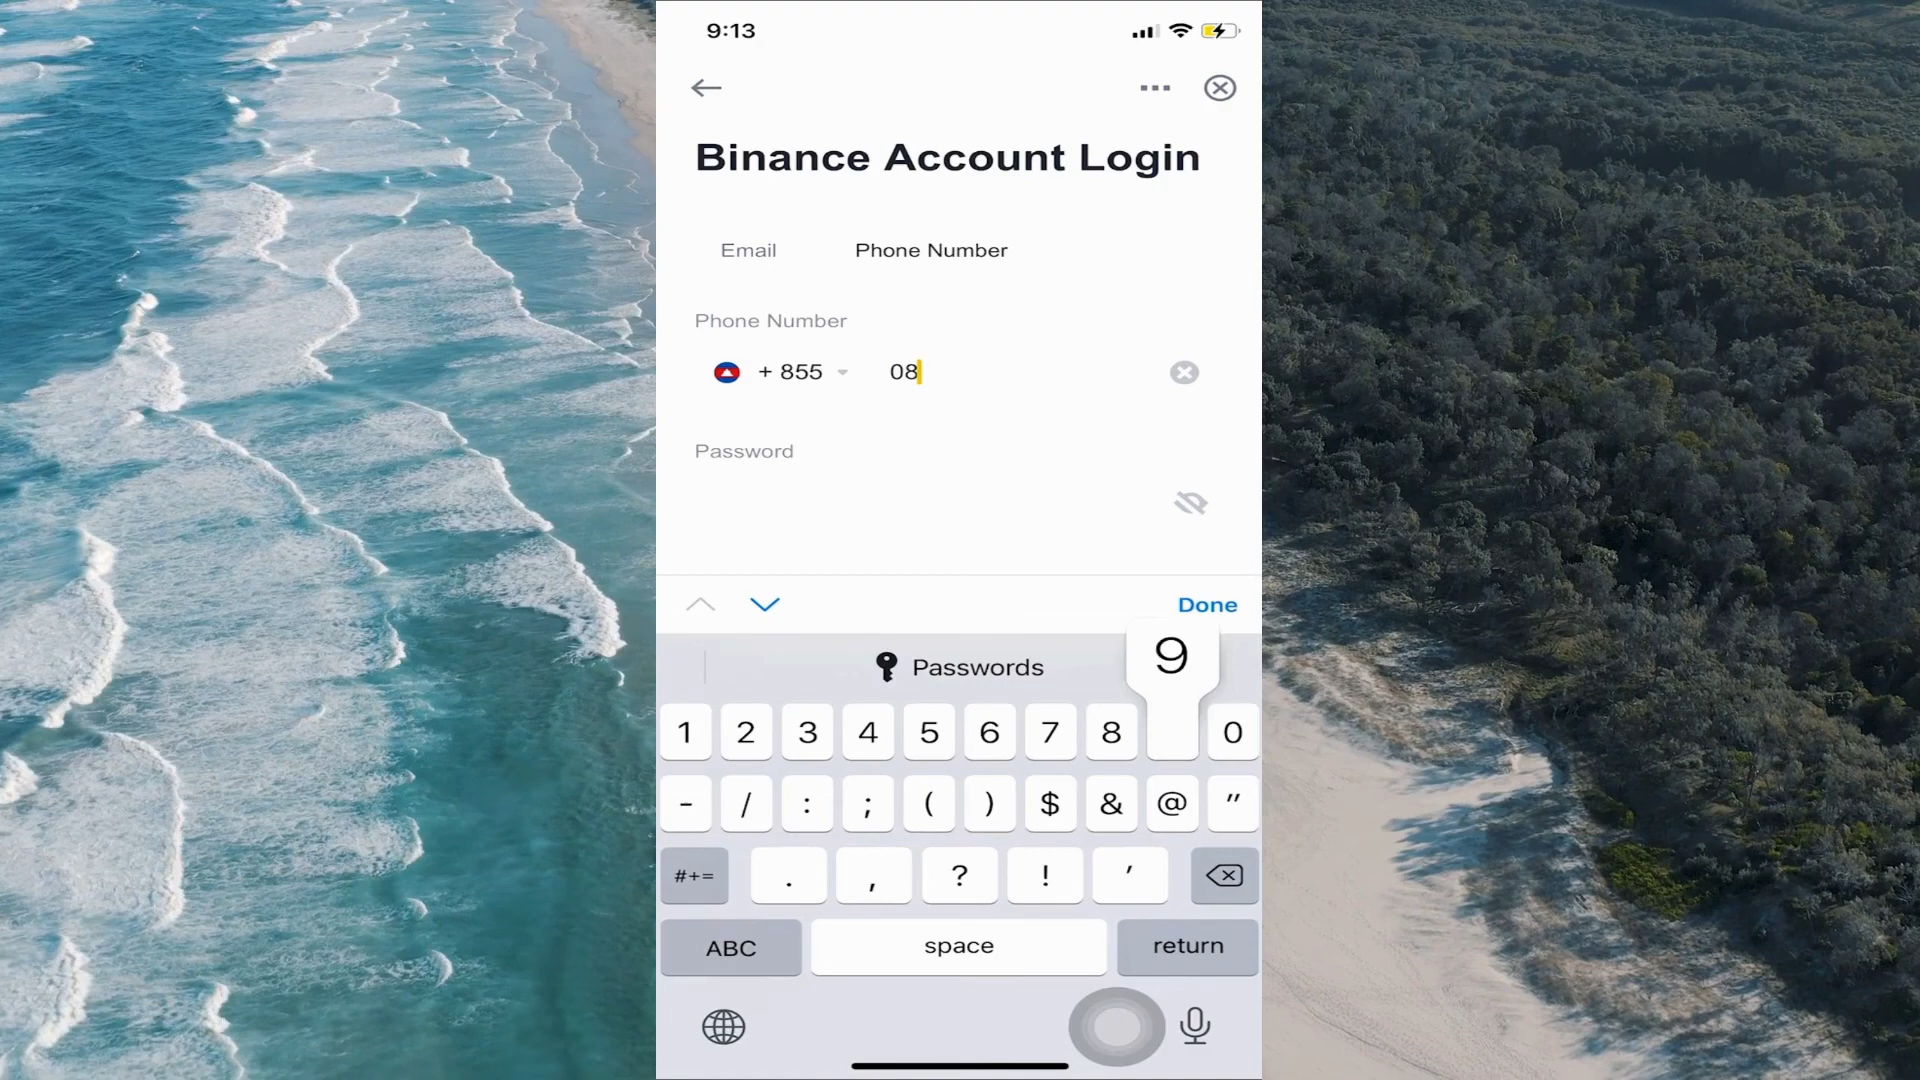 9:13
Binance Account Login
Email Phone Number
Phone Number
+ 855 08
Password
Done
Passwords 9
1 2 3 4 5 6 7 8 0
- / : ; ( ) $ & @ "
#+= . , ? ! '
ABC space return